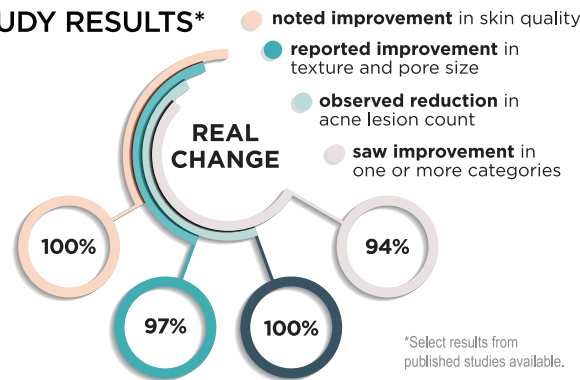 UDY RESULTS*
noted improvement in skin quality
reported improvement in
texture and pore size
observed reduction in
acne lesion count
saw improvement in
one or more categories
REAL
CHANGE
100%
94%
97%
100%
*Select results from
published studies available.